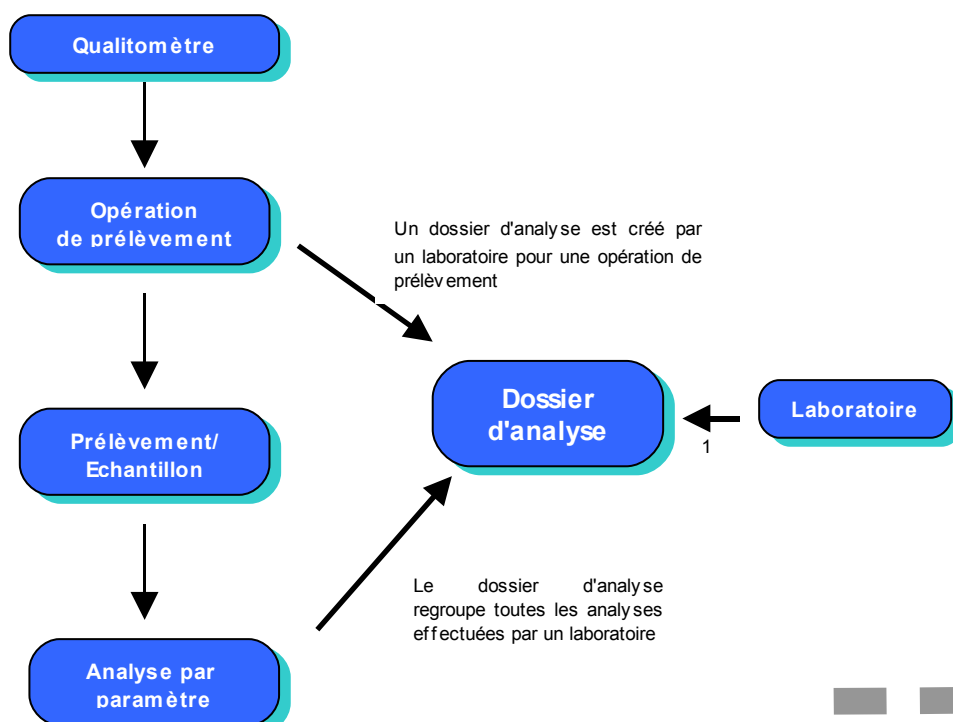 Qualitomètre
Opération
de prélèvement
Un dossier d'analyse est créé par
un laboratoire pour une opération de
prélèvement
Dossier
d'analyse
Laboratoire
1
Prélèvement/
Echantillon
Le dossier d'analyse
regroupe toutes les analyses
effectuées par un laboratoire
Analyse par
paramètre